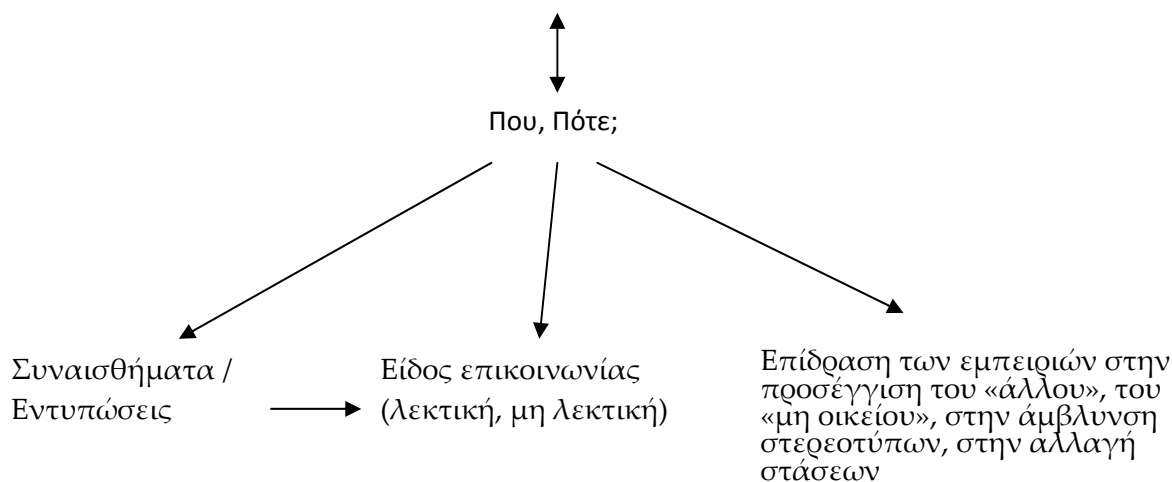 Που, Πότε;
Συναισθήματα /
Εντυπώσεις
Είδος επικοινωνίας
(λεκτική, μη λεκτική)
Επίδραση των εμπειριών στην
προσέγγιση του «άλλου», του
«μη οικείου», στην άμβλυνση
στερεοτύπων, στην αλλαγή
στάσεων